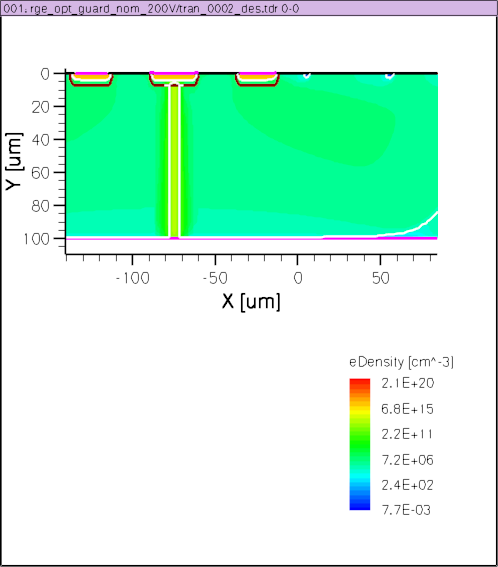 001:rge_opt_guard_nom_200V/tran_0002_des.tdr 0-0
0
20
40
60
80
100
Y [um]
-100
-50
0
50
X [um]
eDensity [cm^-3]
2.1E+20
6.8E+15
2.2E+11
7.2E+06
2.4E+02
7.7E-03